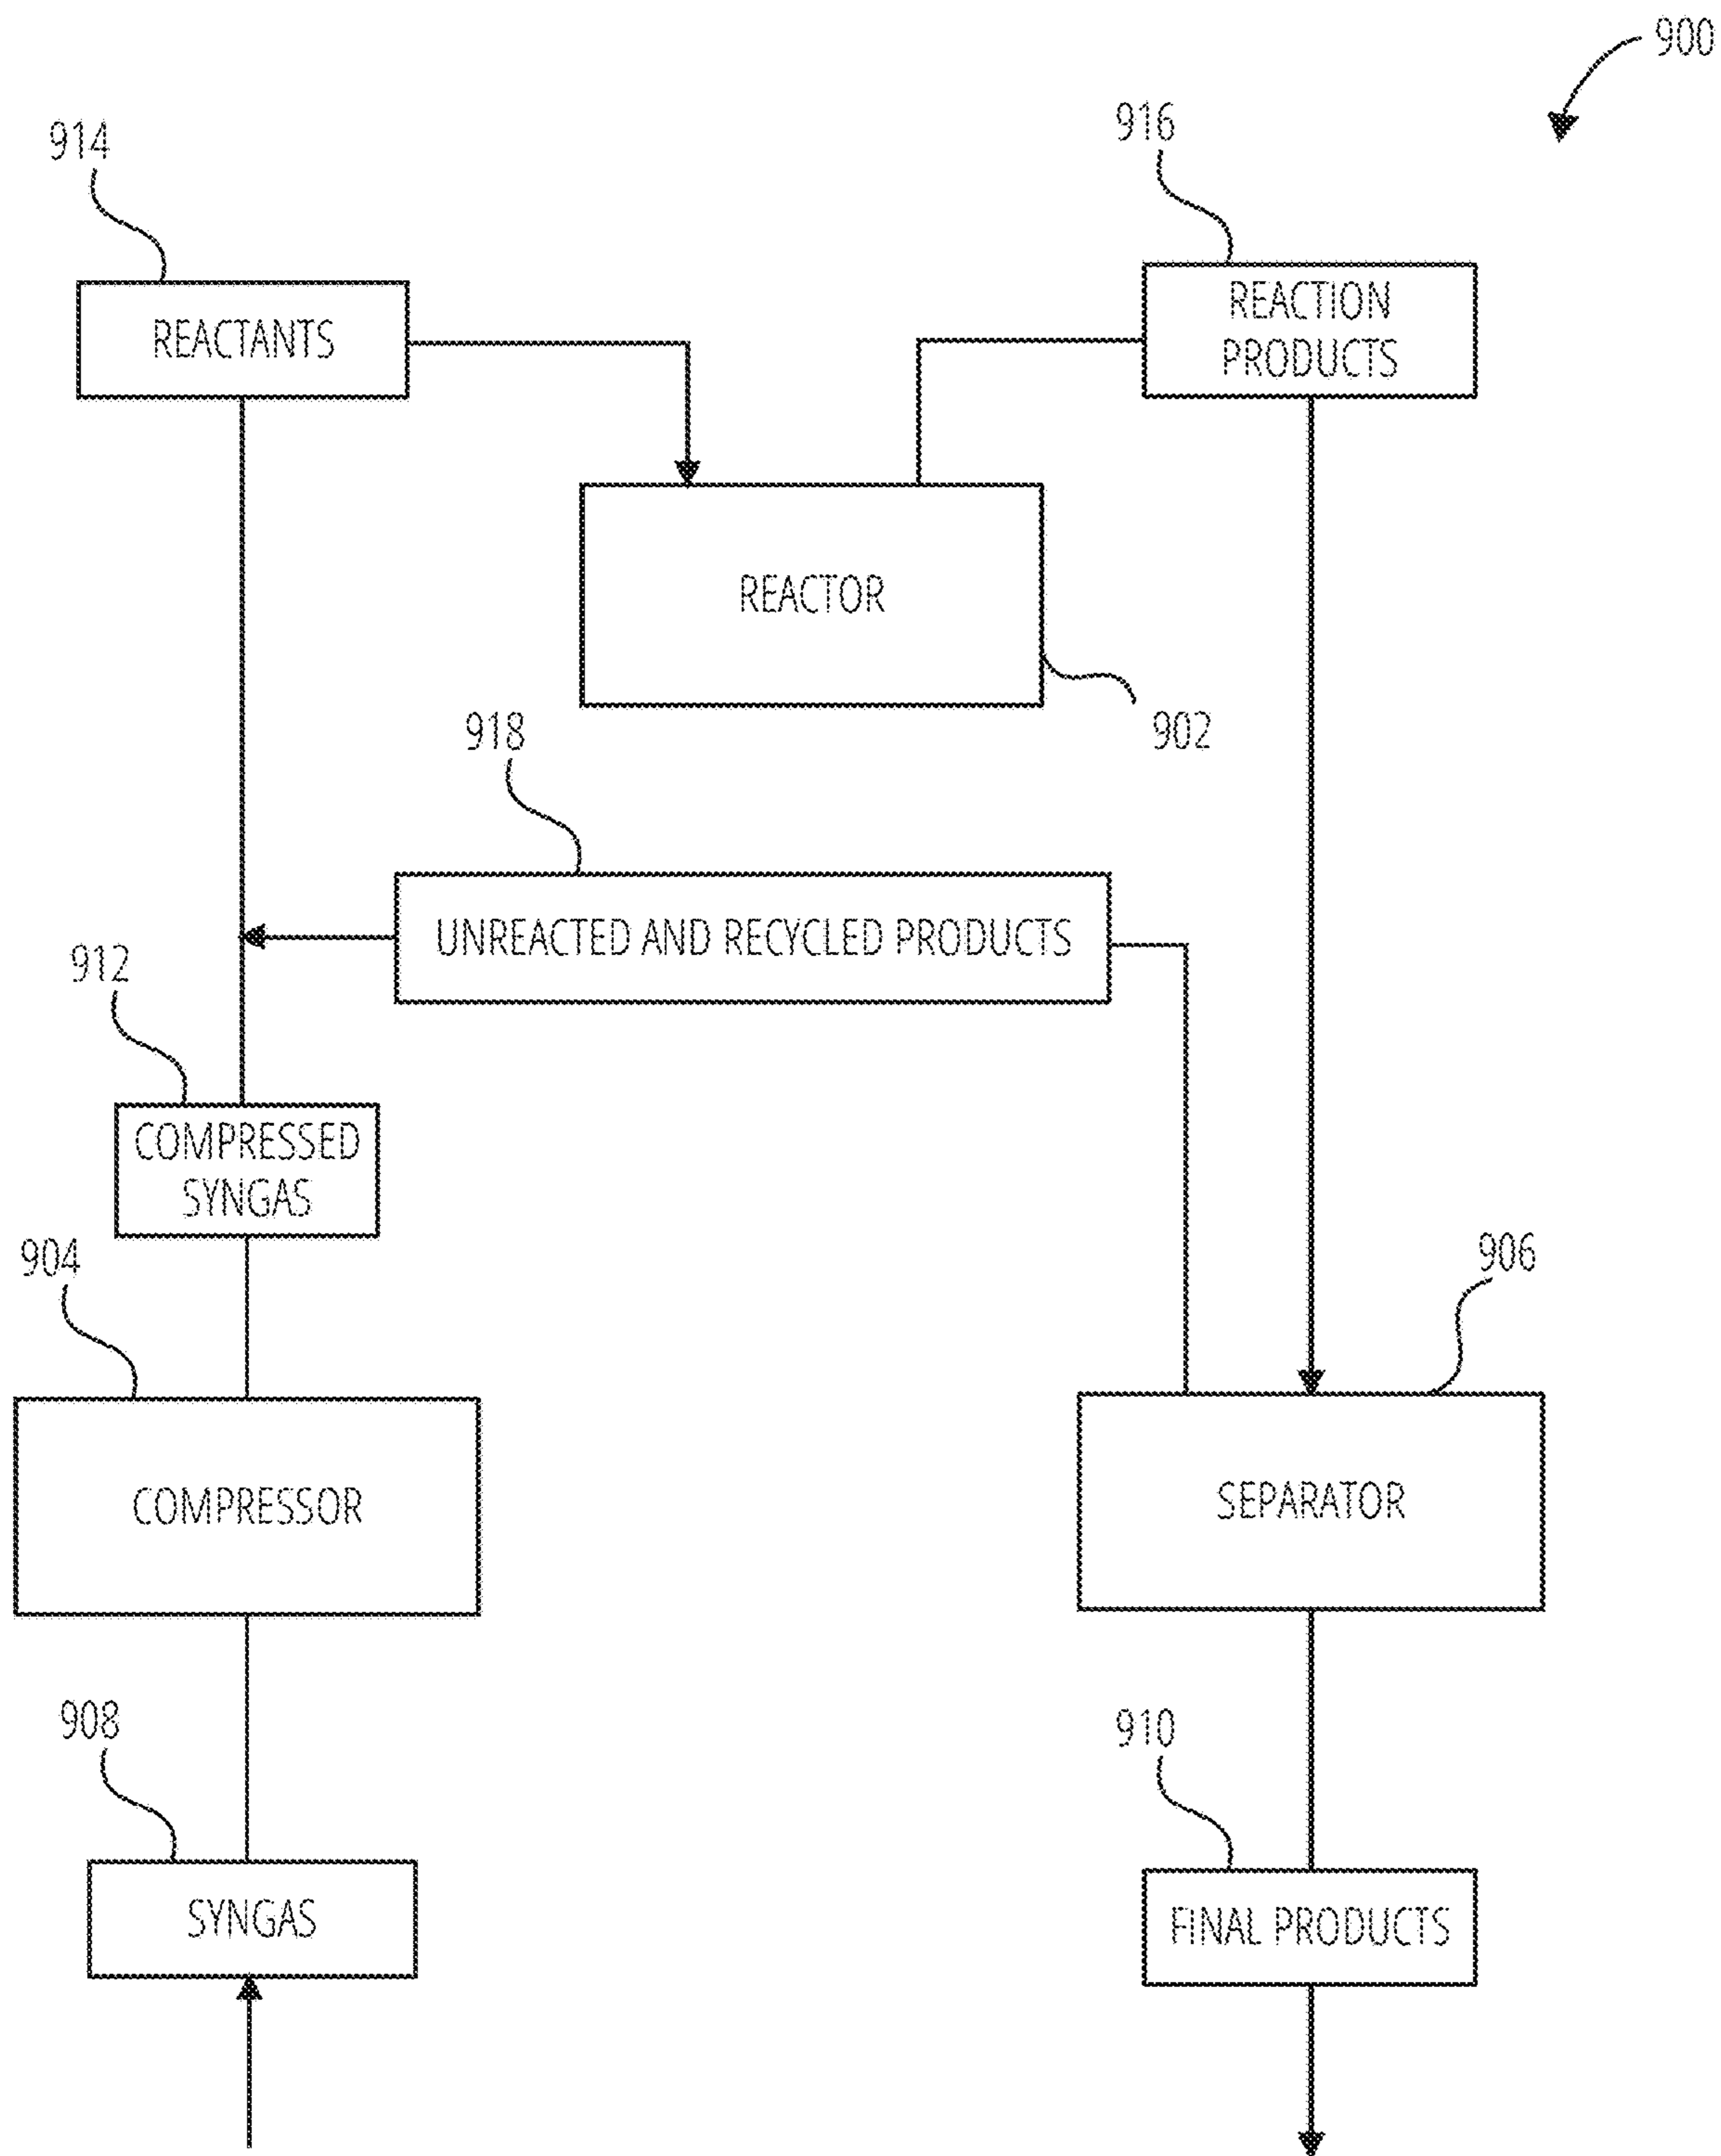 900
914
916
REACTANTS
REACTION
PRODUCTS
REACTOR
902
918
UNREACTED AND RECYCLED PRODUCTS
912
COMPRESSED
SYNGAS
904
906
COMPRESSOR
SEPARATOR
908
910
SYNGAS
FINAL PRODUCTS